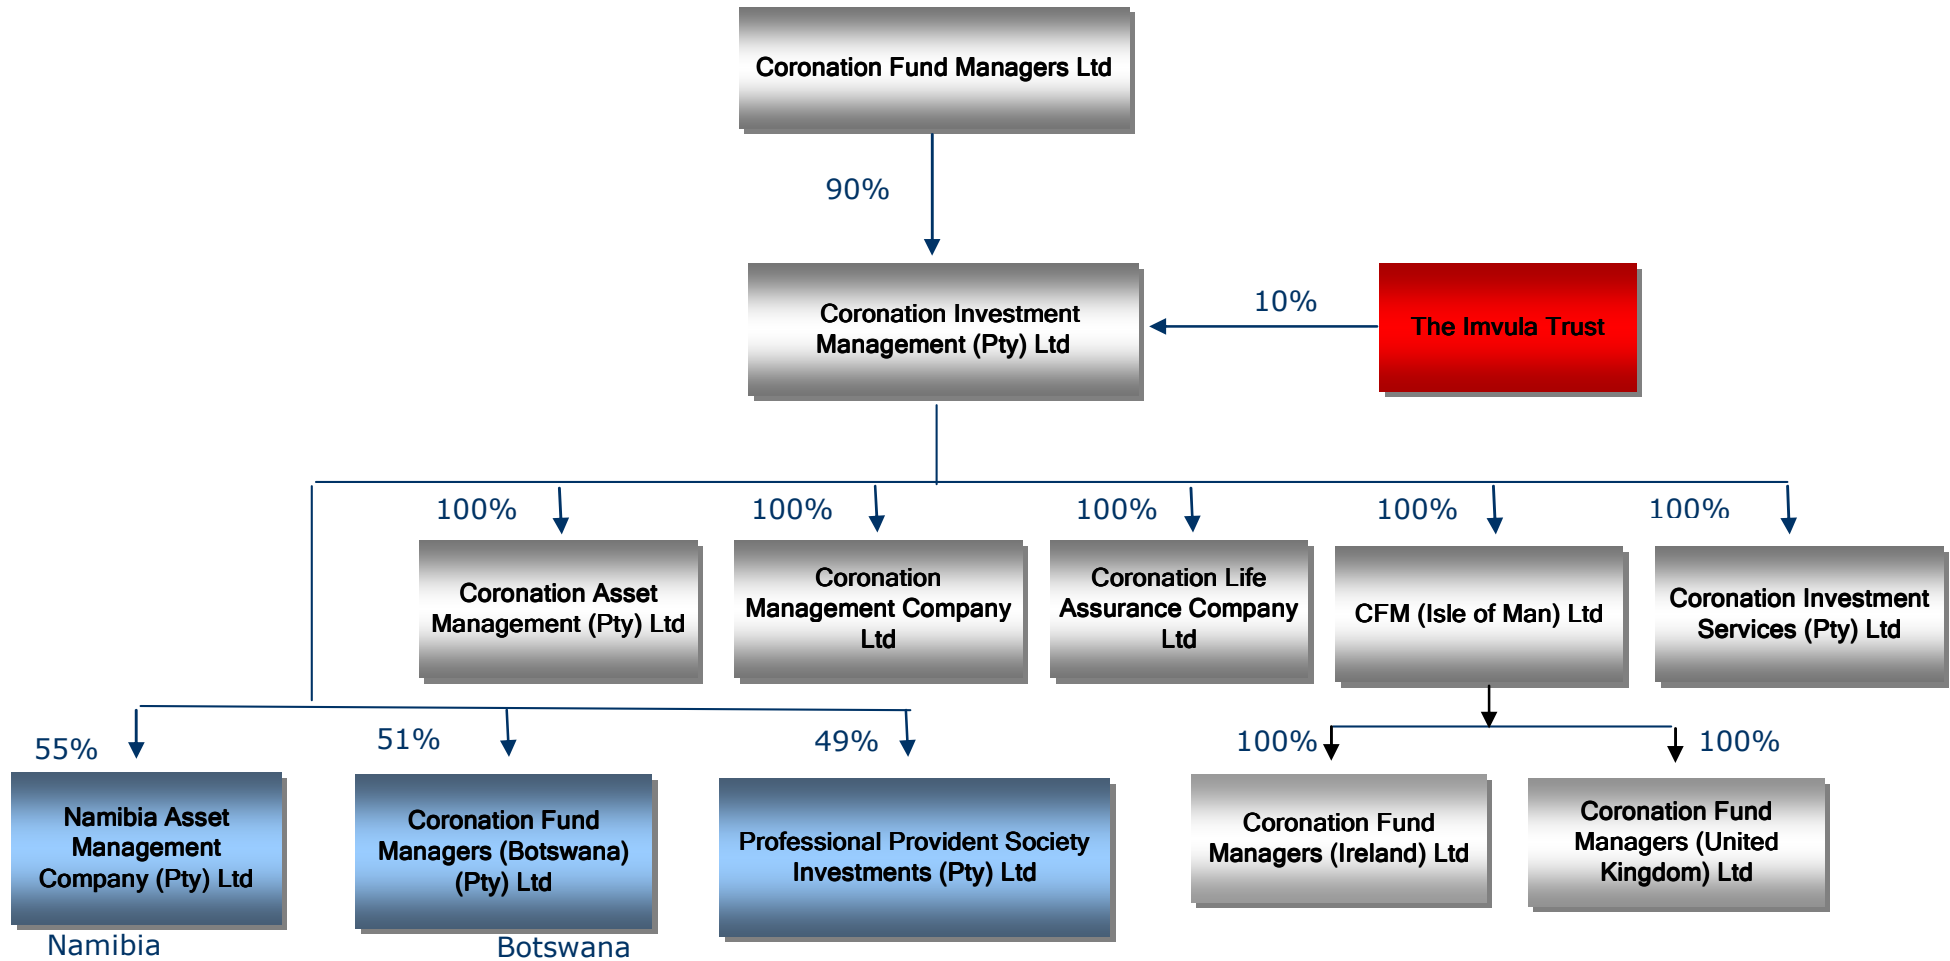 Coronation Fund Managers Ltd
90%
Coronation Investment
Management (Pty) Ltd
10%
The Imvula Trust
100%
100%
100%
100%
100%
Coronation Asset
Management (Pty) Ltd
Coronation
Management Company
Ltd
Coronation Life
Assurance Company
Ltd
CFM (Isle of Man) Ltd
Coronation Investment
Services (Pty) Ltd
55%
51%
49%
100%
100%
Namibia Asset
Management
Company (Pty) Ltd
Coronation Fund
Managers (Botswana)
(Pty) Ltd
Professional Provident Society
Investments (Pty) Ltd
Coronation Fund
Managers (Ireland) Ltd
Coronation Fund
Managers (United
Kingdom) Ltd
Namibia
Botswana